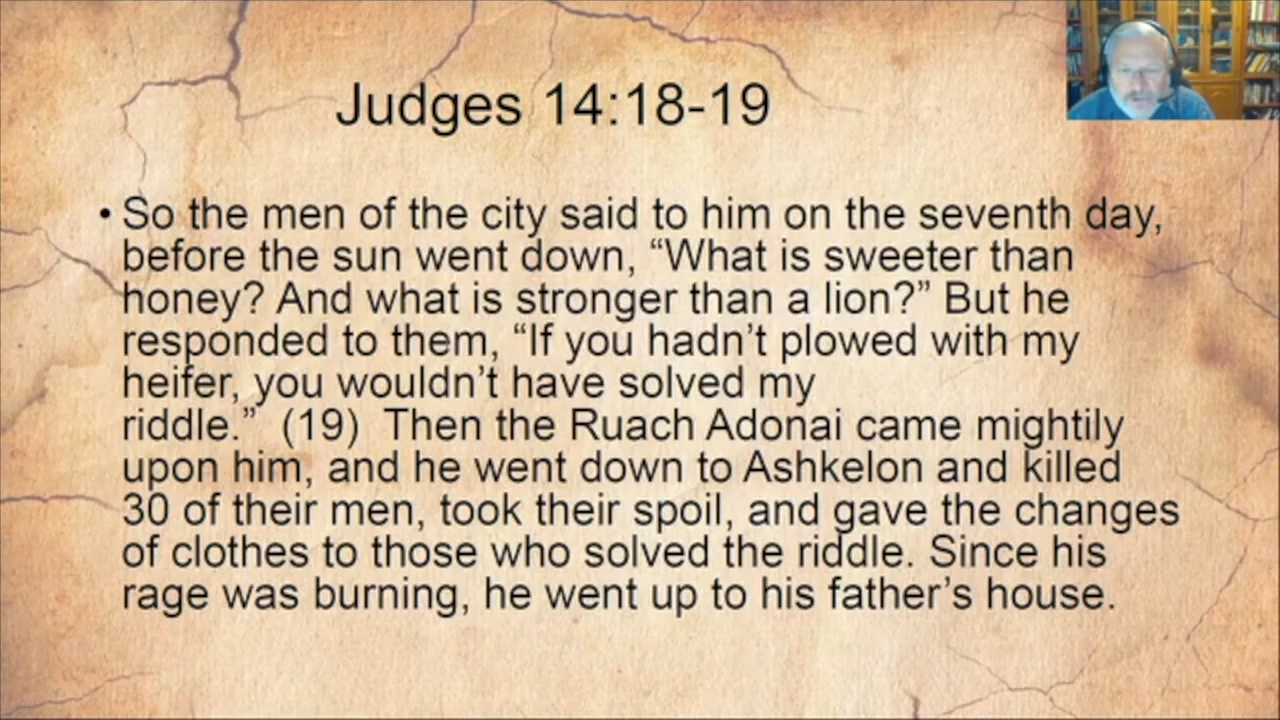 Judges 14:18-19
• So the men of the city said to him on the seventh day,
before the sun went down, “What is sweeter than
honey? And what is stronger than a lion?” But he
responded to them, “If you hadn’t plowed with my
heifer, you wouldn’t have solved my
riddle.”  (19)  Then the Ruach Adonai came mightily
upon him, and he went down to Ashkelon and killed
30 of their men, took their spoil, and gave the changes
of clothes to those who solved the riddle. Since his
rage was burning, he went up to his father’s house.